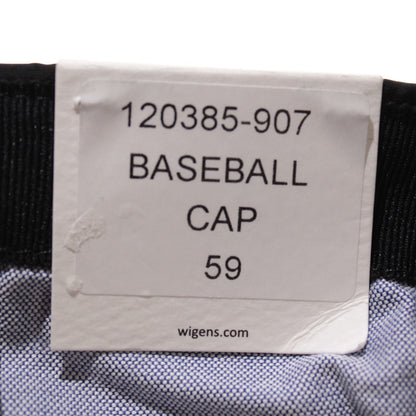 120385-907
BASEBALL
CAP
59
wigens.com